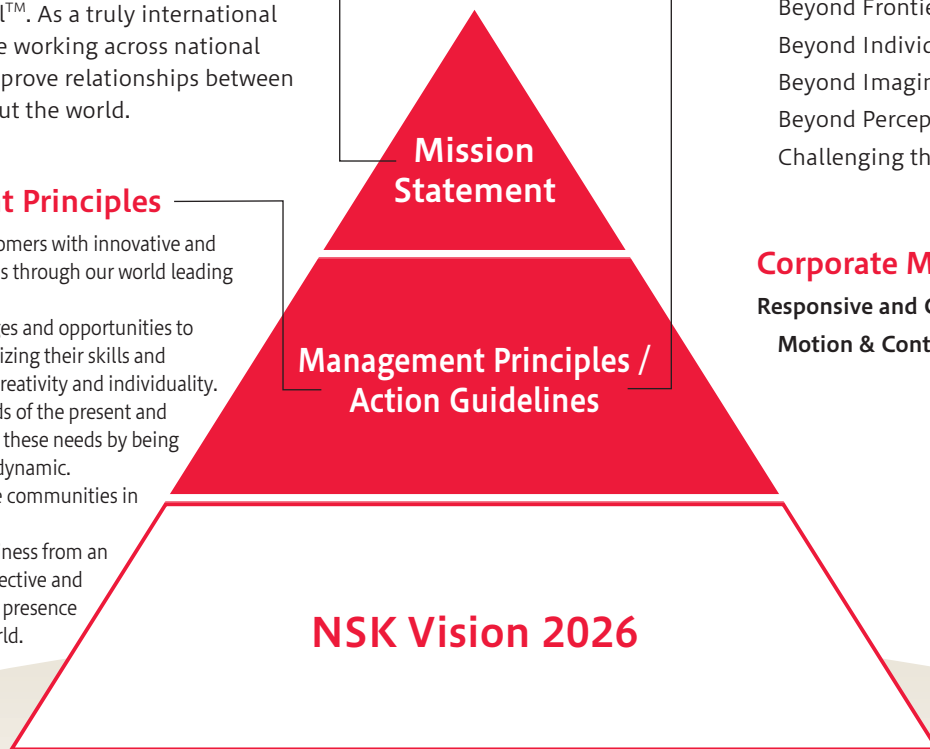 l™. As a truly international
e working across national
prove relationships between
ut the world.
t Principles
omers with innovative and
s through our world leading
es and opportunities to
izing their skills and
reativity and individuality.
ds of the present and
these needs by being
dynamic.
e communities in
ness from an
ective and
presence
rld.
Mission
Statement
Management Principles /
Action Guidelines
NSK Vision 2026
Beyond Frontie
Beyond Individ
Beyond Imagin
Beyond Percep
Challenging th
Corporate M
Responsive and C
Motion & Cont